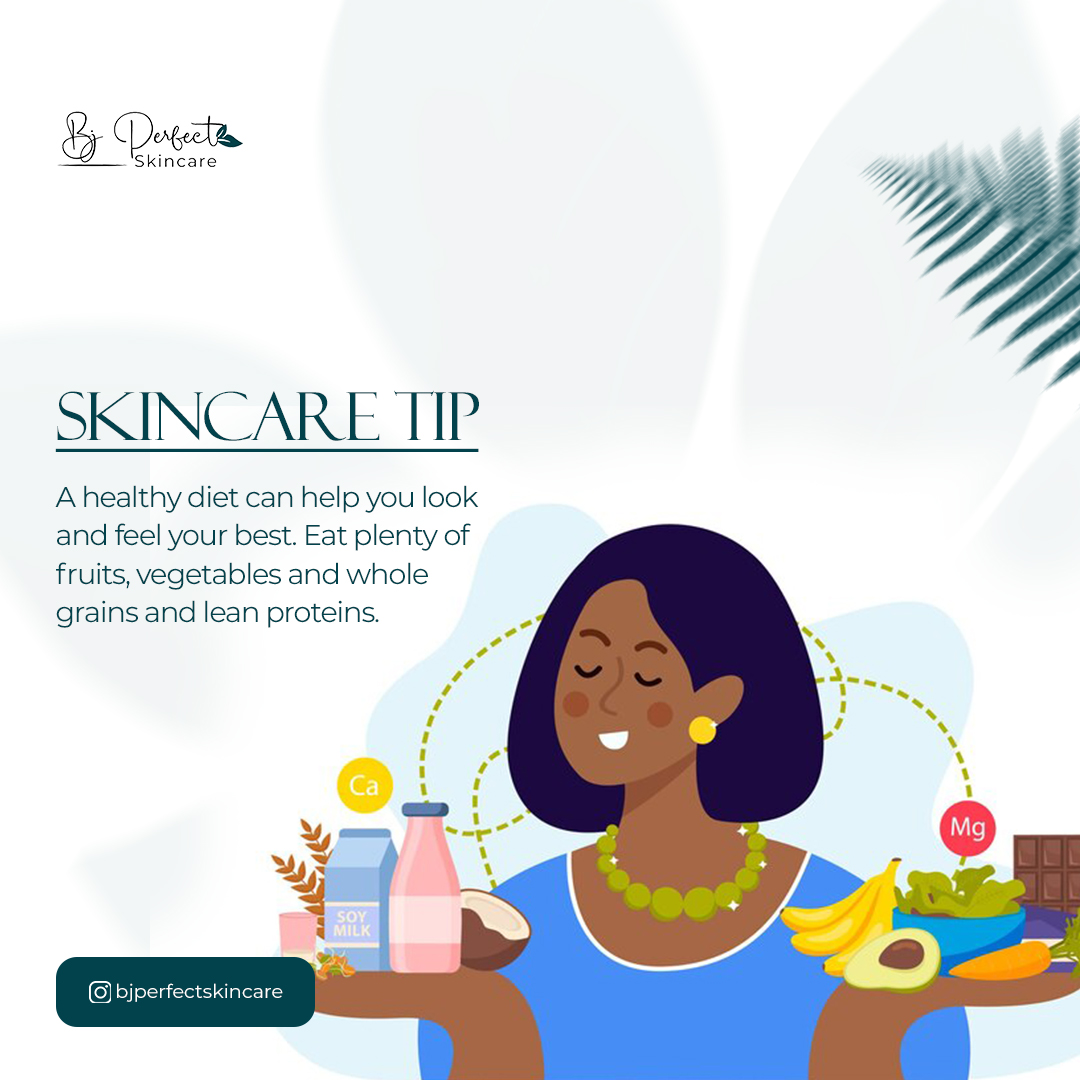 Bj Perfect
Skincare
SKINCARE TIP
A healthy diet can help you look
and feel your best. Eat plenty of
fruits, vegetables and whole
grains and lean proteins.
Ca
Mg
SOY
MILK
bjperfectskincare